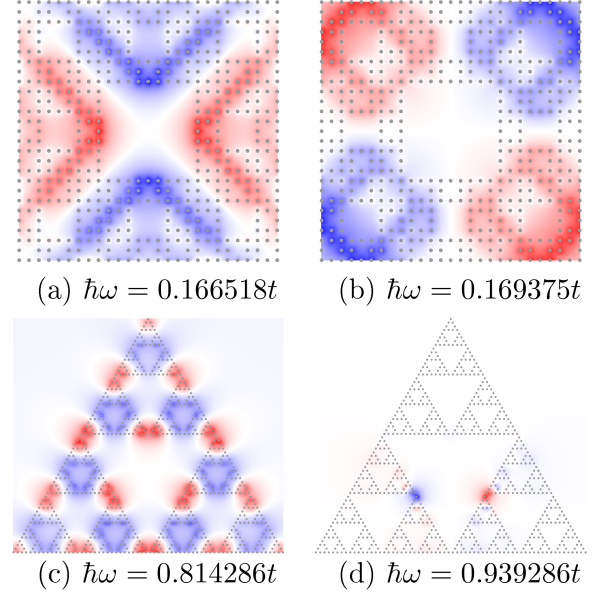 (a) ℏω = 0.166518t
(b) ℏω = 0.169375t
(c) ℏω = 0.814286t
(d) ℏω = 0.939286t